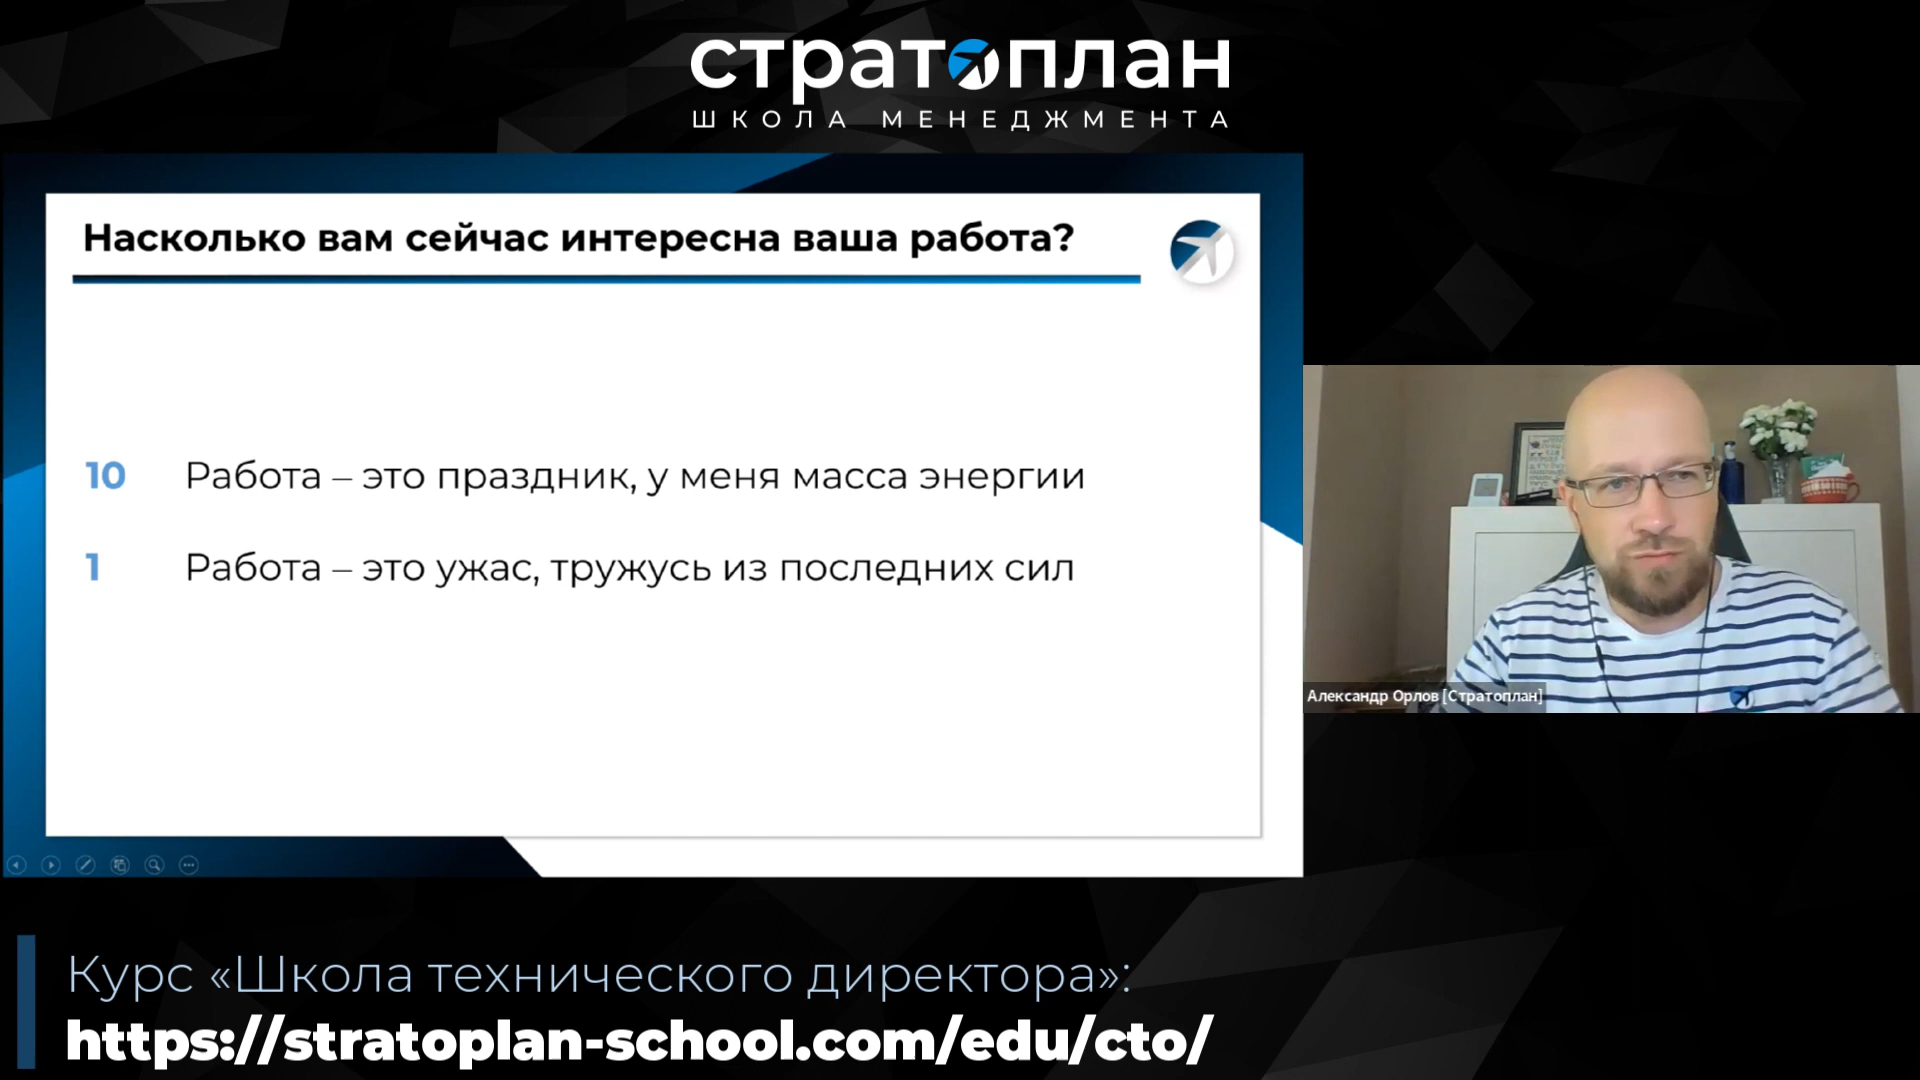 стратоплан
ШКОЛА МЕНЕДЖМЕНТА
Насколько вам сейчас интересна ваша работа?
10 Работа – это праздник, у меня масса энергии
1 Работа – это ужас, тружусь из последних сил
Александр Орлов [Стратоплан]
Курс «Школа технического директора»:
https://stratoplan-school.com/edu/cto/